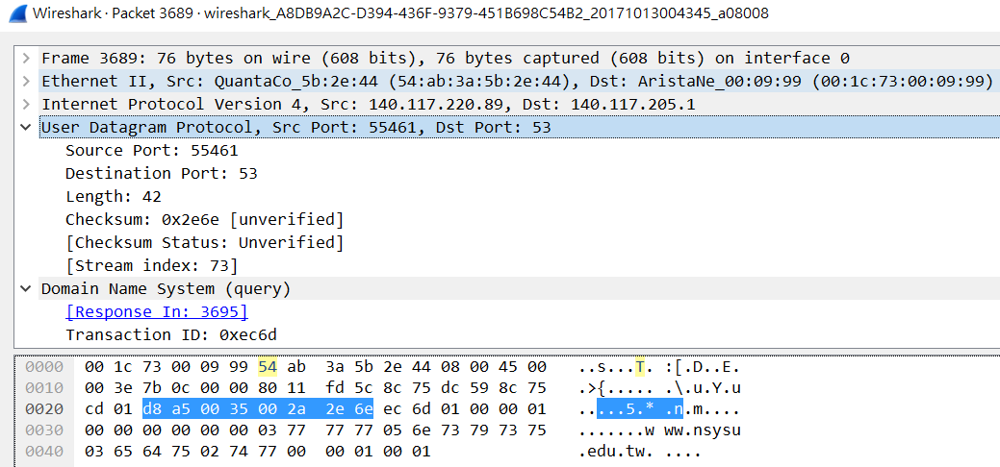 Wireshark · Packet 3689 · wireshark_A8DB9A2C-D394-436F-9379-451B698C54B2_20171013004345_a08008
Frame 3689: 76 bytes on wire (608 bits), 76 bytes captured (608 bits) on interface 0
Ethernet II, Src: QuantaCo_5b:2e:44 (54:ab:3a:5b:2e:44), Dst: AristaNe_00:09:99 (00:1c:73:00:09:99)
Internet Protocol Version 4, Src: 140.117.220.89, Dst: 140.117.205.1
User Datagram Protocol, Src Port: 55461, Dst Port: 53
Source Port: 55461
Destination Port: 53
Length: 42
Checksum: 0x2e6e [unverified]
[Checksum Status: Unverified]
[Stream index: 73]
Domain Name System (query)
[Response In: 3695]
Transaction ID: 0xec6d
0000 00 1c 73 00 09 99 54 ab 3a 5b 2e 44 08 00 45 00 ..s...T. :[.D..E.
0010 00 3e 7b 0c 00 00 80 11 fd 5c 8c 75 dc 59 8c 75 .>{..... .\.u.Y.u
0020 cd 01 d8 a5 00 35 00 2a 2e 6e ec 6d 01 00 00 01 .....5.* .n.m....
0030 00 00 00 00 00 00 03 77 77 77 05 6e 73 79 73 75 .......w ww.nsysu
0040 03 65 64 75 02 74 77 00 00 01 00 01 .edu.tw. ....